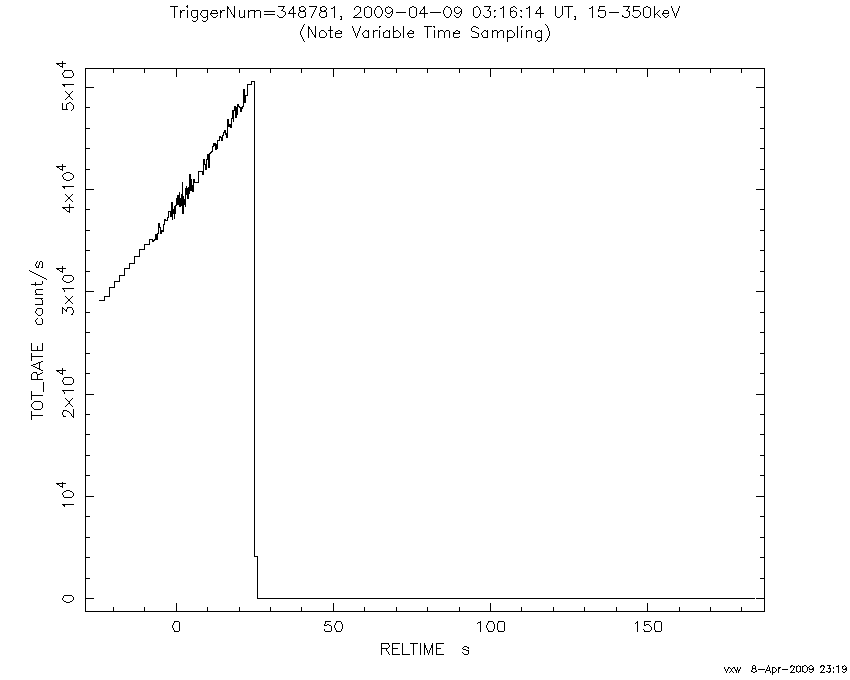 TriggerNum=348781, 2009-04-09 03:16:14 UT, 15-350keV
(Note Variable Time Sampling)
TOT_RATE count/s
5×10⁴
4×10⁴
3×10⁴
2×10⁴
10⁴
0
0 50 100 150
RELTIME s
vxw 8-Apr-2009 23:19